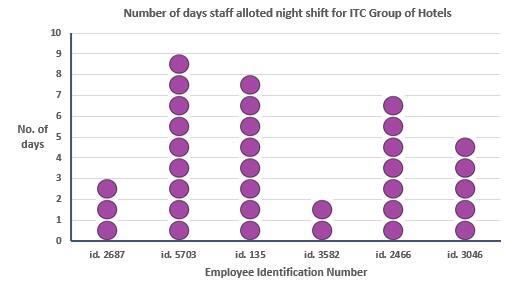 Number of days staff alloted night shift for ITC Group of Hotels
10
9
8
7
6
5
4
3
2
1
0
No. of
days
id. 2687 id. 5703 id. 135 id. 3582 id. 2466 id. 3046
Employee Identification Number